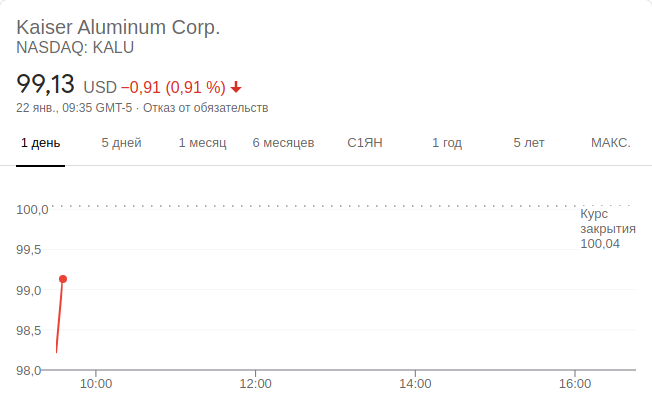 Kaiser Aluminum Corp.
NASDAQ: KALU
99,13 USD −0,91 (0,91 %)
22 янв., 09:35 GMT-5 · Отказ от обязательств
1 день 5 дней 1 месяц 6 месяцев С1ЯН 1 год 5 лет МАКС.
100,0
Курс
закрытия
100,04
99,5
99,0
98,5
98,0
10:00 12:00 14:00 16:00